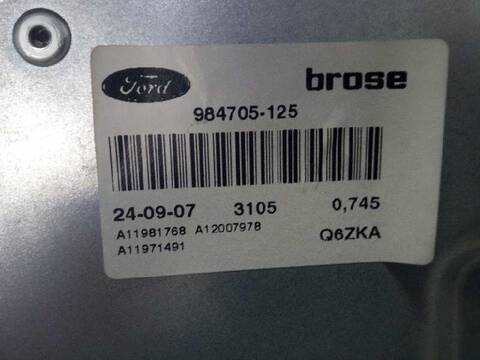 Ford brose
984705-125
24-09-07 3105 0,745
A11981768 A12007978 Q6ZKA
A11971491